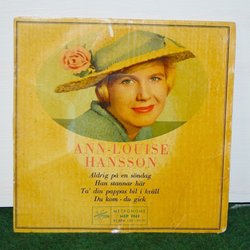 ANN-LOUISE
HANSSON
Aldrig på en söndag
Han stannar här
Ta' din pappas bil i kväll
Du kom - du gick
METRONOME
MEP